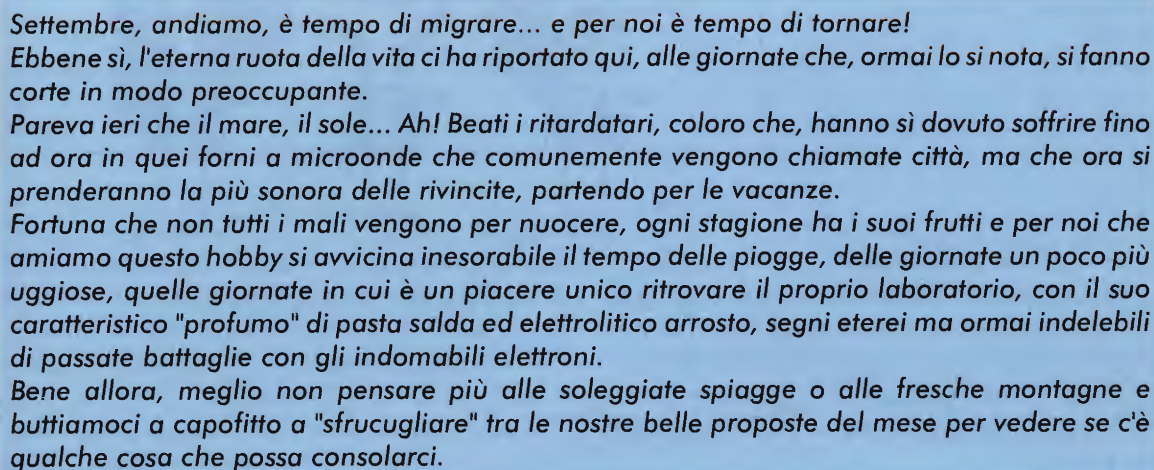 Settembre, andiamo, è tempo di migrare... e per noi è tempo di tornare!
Ebbene sì, l'eterna ruota della vita ci ha riportato qui, alle giornate che, ormai lo si nota, si fanno
corte in modo preoccupante.
Pareva ieri che il mare, il sole... Ah! Beati i ritardatari, coloro che, hanno sì dovuto soffrire fino
ad ora in quei forni a microonde che comunemente vengono chiamate città, ma che ora si
prenderanno la più sonora delle rivincite, partendo per le vacanze.
Fortuna che non tutti i mali vengono per nuocere, ogni stagione ha i suoi frutti e per noi che
amiamo questo hobby si avvicina inesorabile il tempo delle piogge, delle giornate un poco più
uggiose, quelle giornate in cui è un piacere unico ritrovare il proprio laboratorio, con il suo
caratteristico "profumo" di pasta salda ed elettrolitico arrosto, segni eterei ma ormai indelebili
di passate battaglie con gli indomabili elettroni.
Bene allora, meglio non pensare più alle soleggiate spiagge o alle fresche montagne e
buttiamoci a capofitto a "sfrucugliare" tra le nostre belle proposte del mese per vedere se c'è
qualche cosa che possa consolarci.